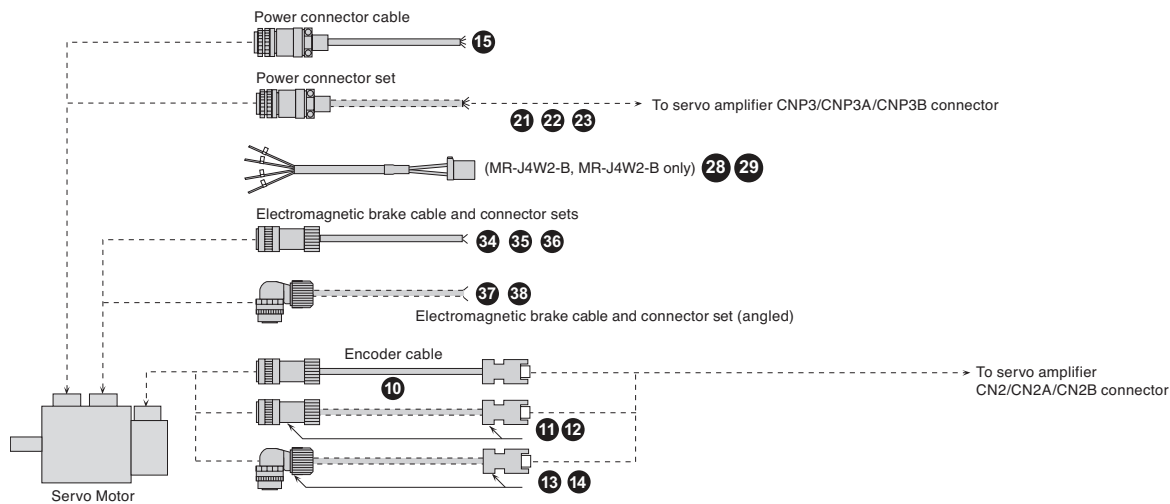 Power connector cable
15
Power connector set
To servo amplifier CNP3/CNP3A/CNP3B connector
21 22 23
(MR-J4W2-B, MR-J4W2-B only) 28 29
Electromagnetic brake cable and connector sets
34 35 36
37 38
Electromagnetic brake cable and connector set (angled)
Encoder cable
10
To servo amplifier
CN2/CN2A/CN2B connector
11 12
13 14
Servo Motor